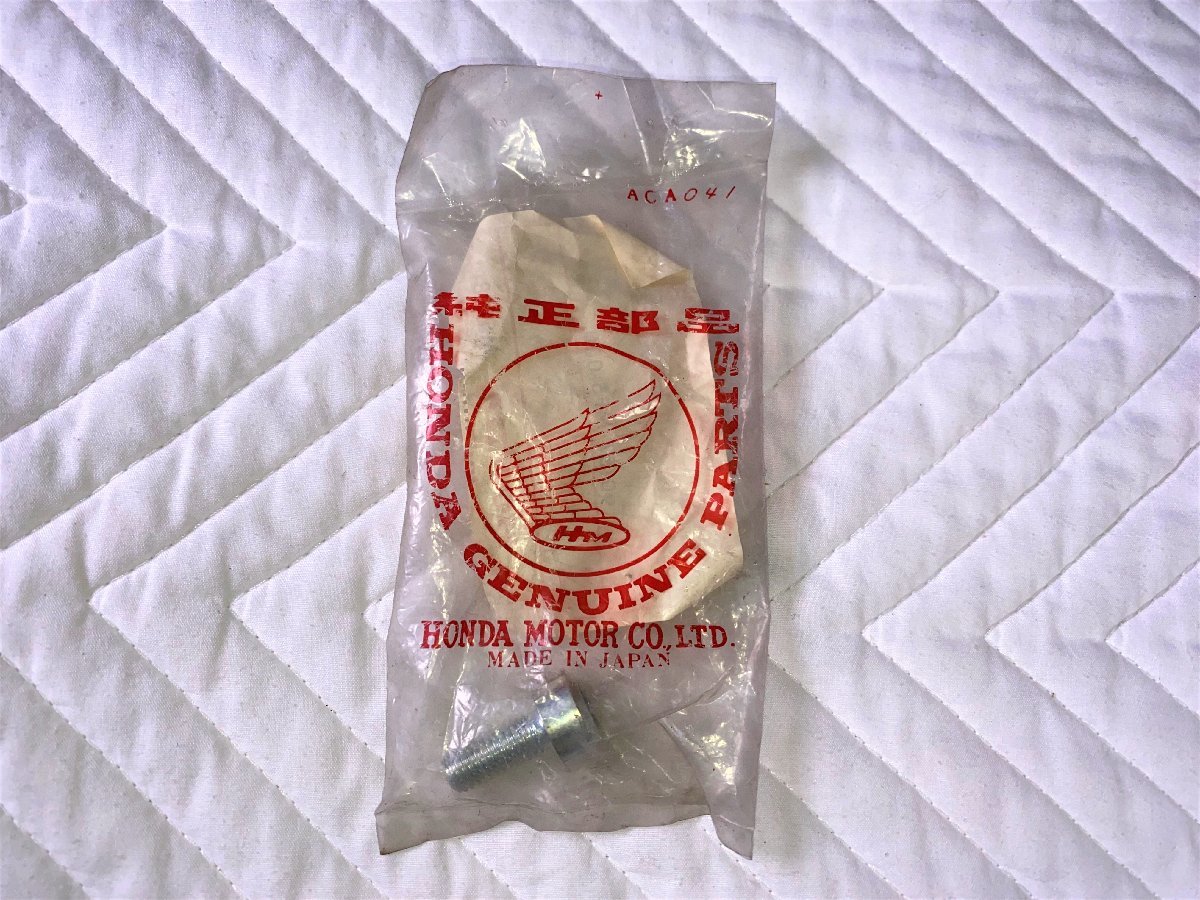 ACA041
純正部品
HONDA GENUINE PARTS
HM
HONDA MOTOR CO., LTD.
MADE IN JAPAN